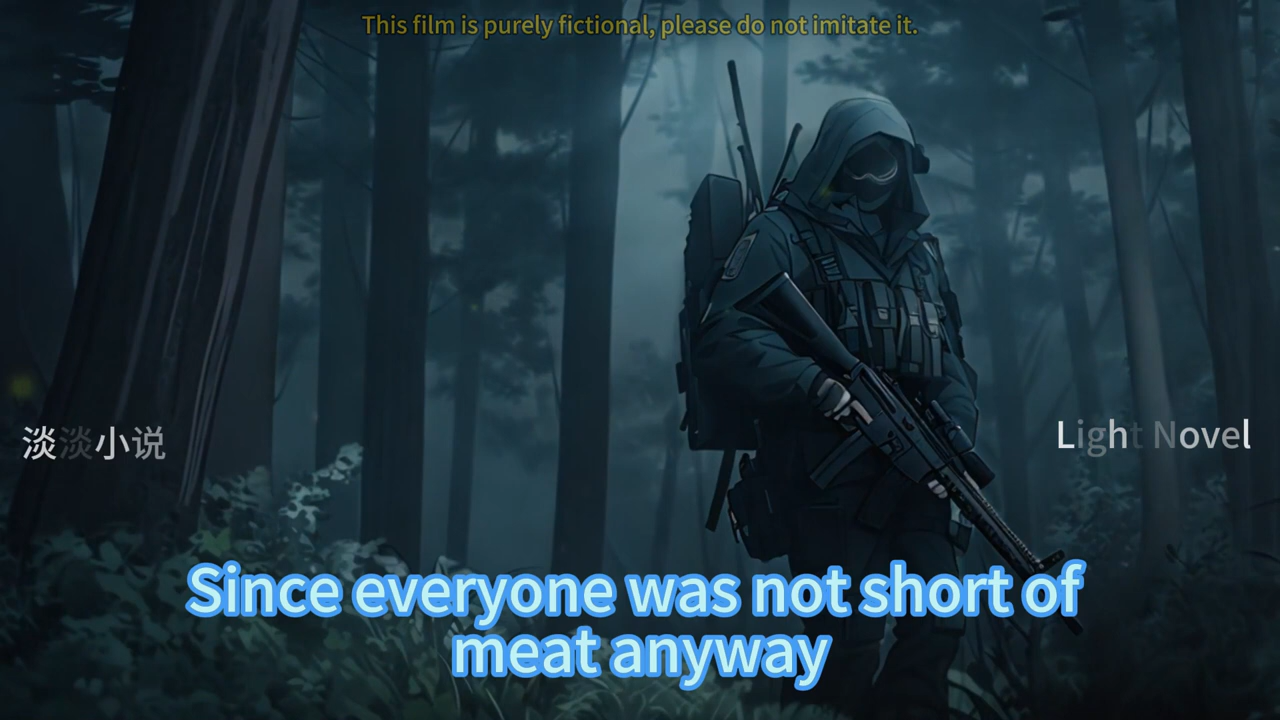 This film is purely fictional, please do not imitate it.
淡淡小说
Light Novel
Since everyone was not short of
meat anyway